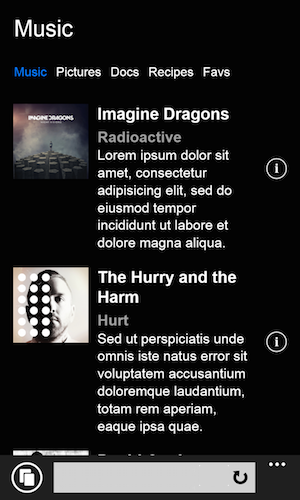 Music
Music Pictures Docs Recipes Favs
IMAGINE DRAGONS
Imagine Dragons
Radioactive
Lorem ipsum dolor sit
amet, consectetur
adipisicing elit, sed do
eiusmod tempor
incididunt ut labore et
dolore magna aliqua.
The Hurry and the
Harm
Hurt
Sed ut perspiciatis unde
omnis iste natus error sit
voluptatem accusantium
doloremque laudantium,
totam rem aperiam,
eaque ipsa quae.